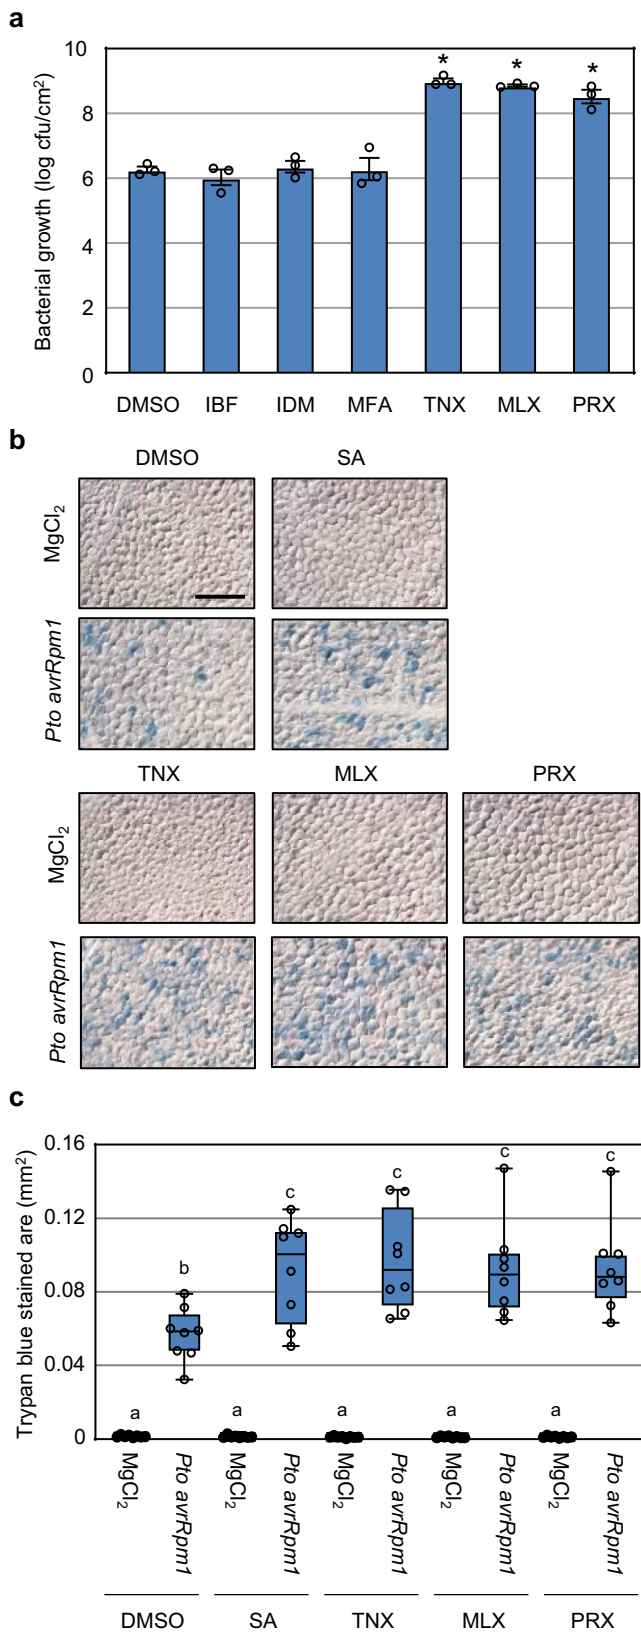 a
Bacterial growth (log cfu/cm²)
10
8
6
4
2
0
* * *
DMSO IBF IDM MFA TNX MLX PRX
b
DMSO SA
MgCl₂
Pto avrRpm1
TNX MLX PRX
MgCl₂
Pto avrRpm1
c
Trypan blue stained are (mm²)
0.16
0.12
0.08
0.04
0
a b a c a c a c a c
MgCl₂ Pto avrRpm1 MgCl₂ Pto avrRpm1 MgCl₂ Pto avrRpm1 MgCl₂ Pto avrRpm1 MgCl₂ Pto avrRpm1
DMSO SA TNX MLX PRX